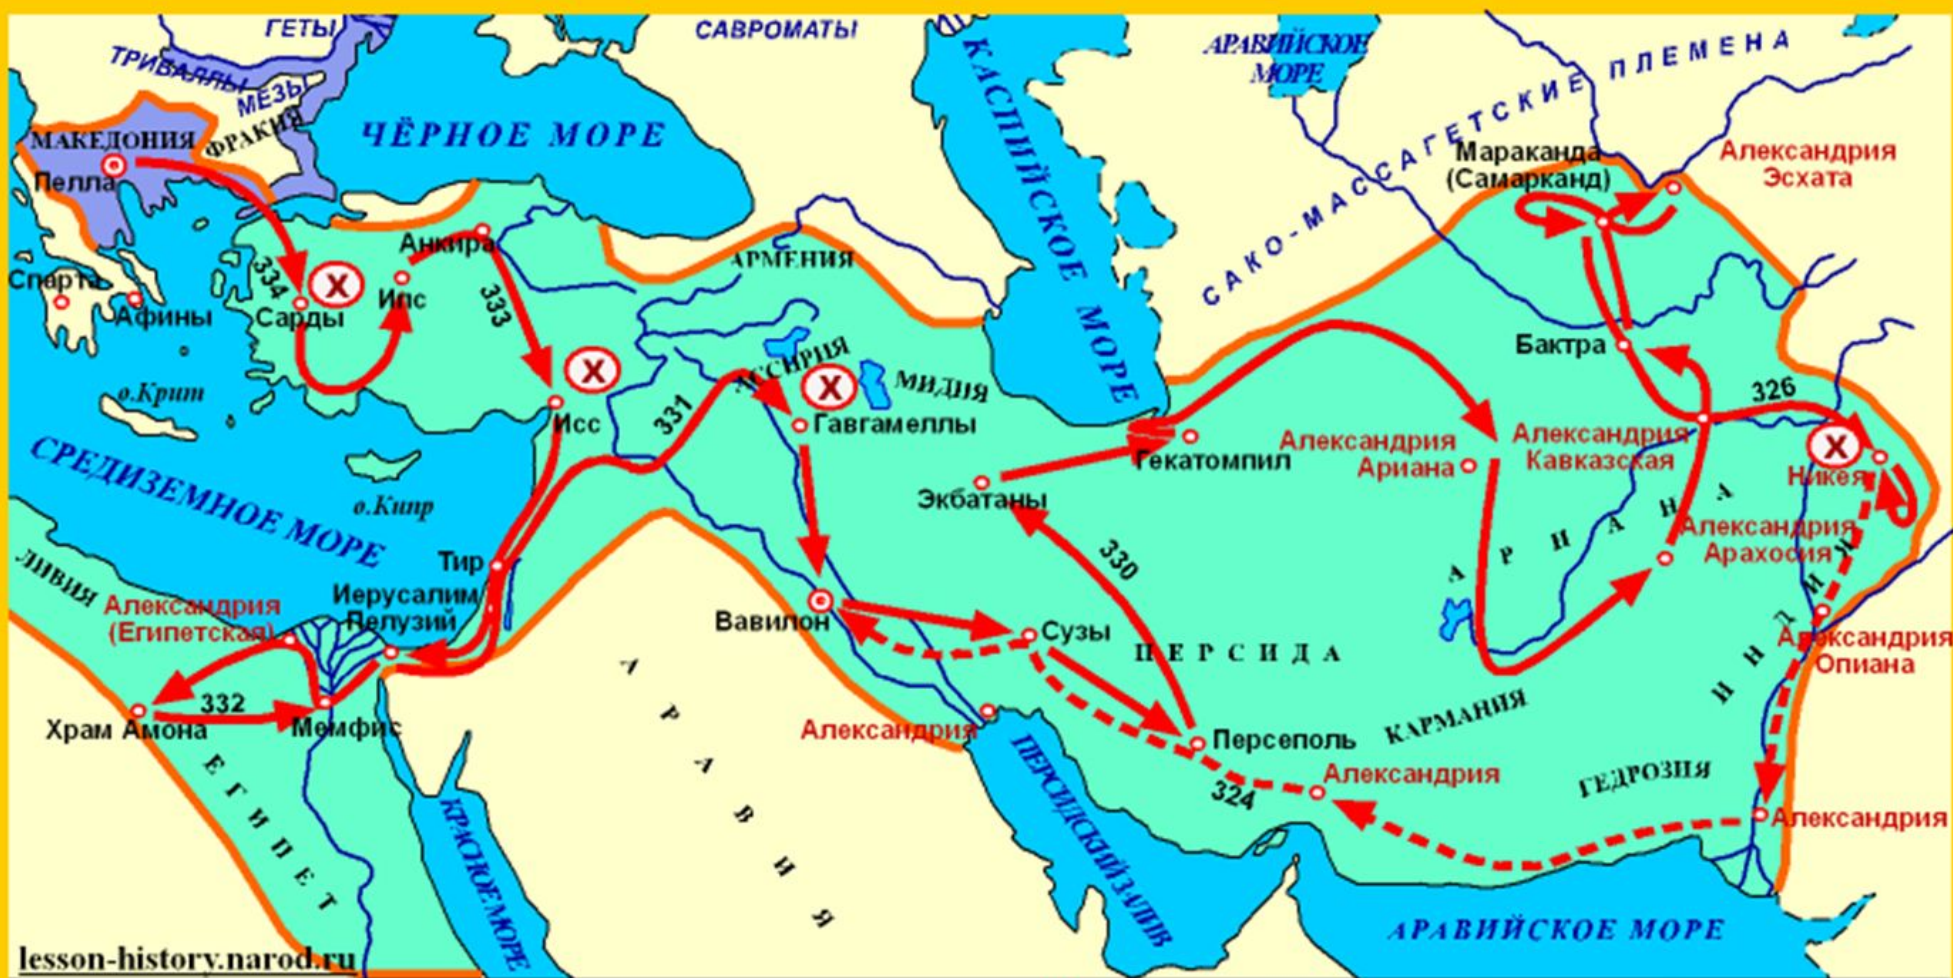 ГЕТЫ
САВРОМАТЫ
ТРИБАЛЛЫ
МЁЗЫ
МАКЕДОНИЯ
ФРАКИЯ
ЧЁРНОЕ МОРЕ
КАСПИЙСКОЕ МОРЕ
АРАВИЙСКОЕ
МОРЕ
САКО-МАССАГЕТСКИЕ ПЛЕМЕНА
Мараканда
(Самарканд)
Александрия
Эсхата
Пелла
Анкира
АРМЕНИЯ
Спарта
Афины
334
Сарды
X
Ипс
333
X
Исс
о.Крит
331
АССИРИЯ
X
МИДИЯ
Гавгамеллы
Бактра
326
X
Никея
Гекатомпил
Александрия
Ариана
Александрия
Кавказская
СРЕДИЗЕМНОЕ МОРЕ
о.Кипр
Экбатаны
АРИАНА
Александрия
Арахосия
Тир
330
ЛИВИЯ
Иерусалим
Александрия
(Египетская)
Пелузий
Вавилон
Сузы
ПЕРСИДА
ИНДИЯ
Александрия
Опиана
332
Храм Амона
Мемфис
АРАВИЯ
Александрия
Персеполь
КАРМАНИЯ
324
Александрия
ГЕДРОЗИЯ
Александрия
ЕГИПЕТ
КРАСНОЕ МОРЕ
ПЕРСИДСКИЙ ЗАЛИВ
АРАВИЙСКОЕ МОРЕ
lesson-history.narod.ru